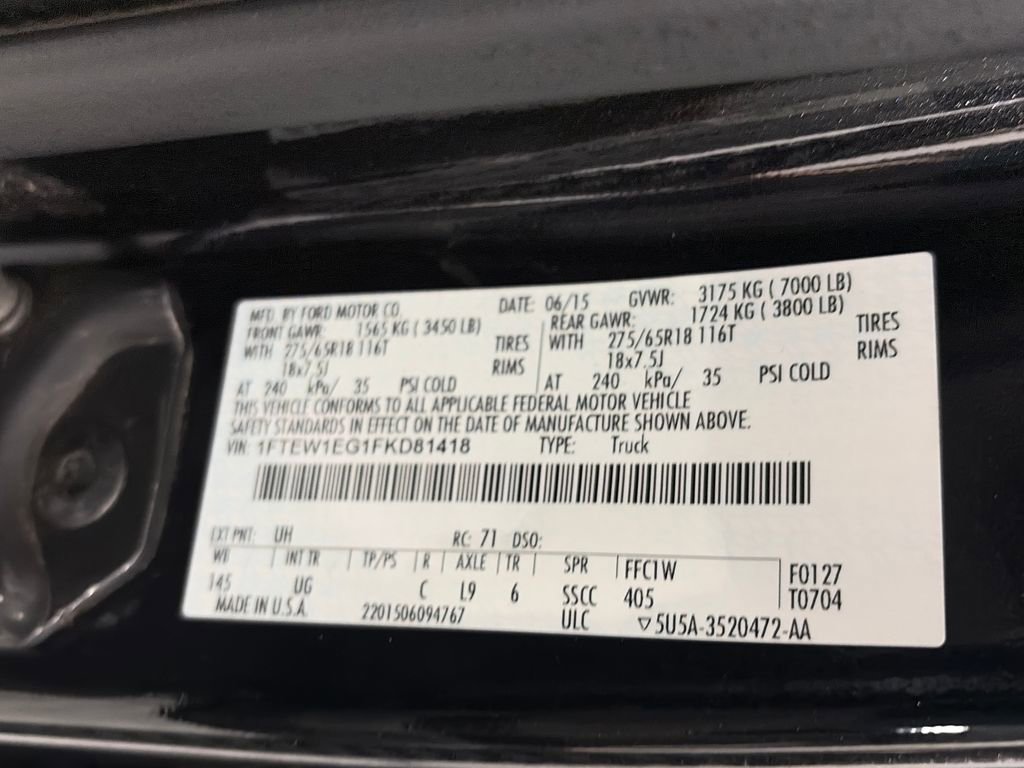 MFD. BY FORD MOTOR CO. DATE: 06/15 GVWR: 3175 KG ( 7000 LB)
FRONT GAWR: 1565 KG ( 3450 LB) REAR GAWR: 1724 KG ( 3800 LB)
WITH 275/65R18 116T TIRES WITH 275/65R18 116T TIRES
18x7.5J RIMS 18x7.5J RIMS
AT 240 kPa/ 35 PSI COLD AT 240 kPa/ 35 PSI COLD
THIS VEHICLE CONFORMS TO ALL APPLICABLE FEDERAL MOTOR VEHICLE
SAFETY STANDARDS IN EFFECT ON THE DATE OF MANUFACTURE SHOWN ABOVE.
VIN: 1FTEW1EG1FKD81418 TYPE: Truck
EXT PNT: UH RC: 71 DSO:
WB INT TR TP/PS R AXLE TR SPR FFC1W F0127
145 UG C L9 6 SSCC 405 T0704
MADE IN U.S.A. 2201506094767 ULC ▽5U5A-3520472-AA